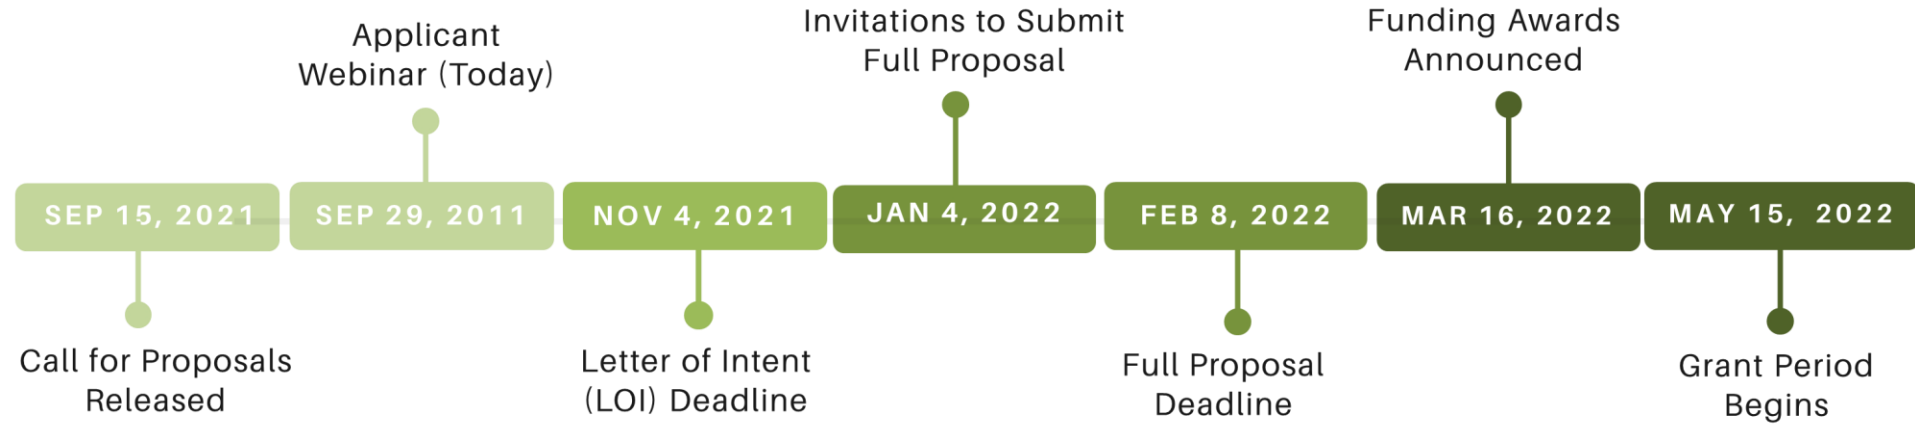 Applicant
Webinar (Today)
Invitations to Submit
Full Proposal
Funding Awards
Announced
SEP 15, 2021
SEP 29, 2011
NOV 4, 2021
JAN 4, 2022
FEB 8, 2022
MAR 16, 2022
MAY 15, 2022
Call for Proposals
Released
Letter of Intent
(LOI) Deadline
Full Proposal
Deadline
Grant Period
Begins